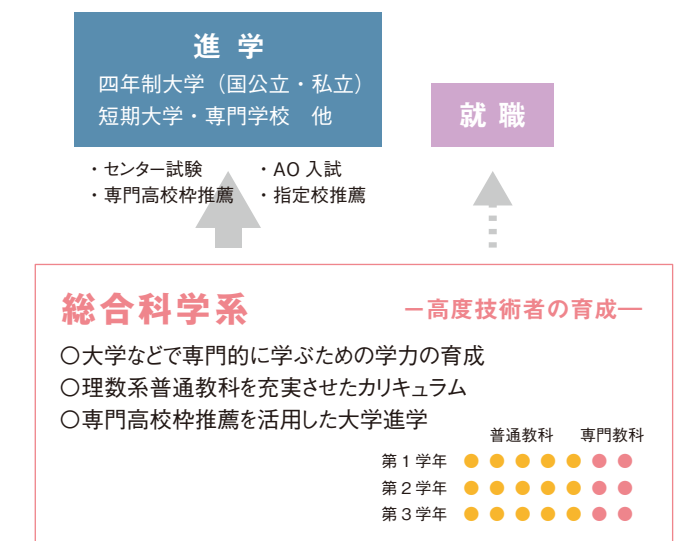 進 学
四年制大学（国公立・私立）
短期大学・専門学校　他
就 職
・センター試験　・AO 入試
・専門高校枠推薦　・指定校推薦
総合科学系　ー高度技術者の育成―
○大学などで専門的に学ぶための学力の育成
○理数系普通教科を充実させたカリキュラム
○専門高校枠推薦を活用した大学進学
普通教科　専門教科
第 1 学年
第 2 学年
第 3 学年